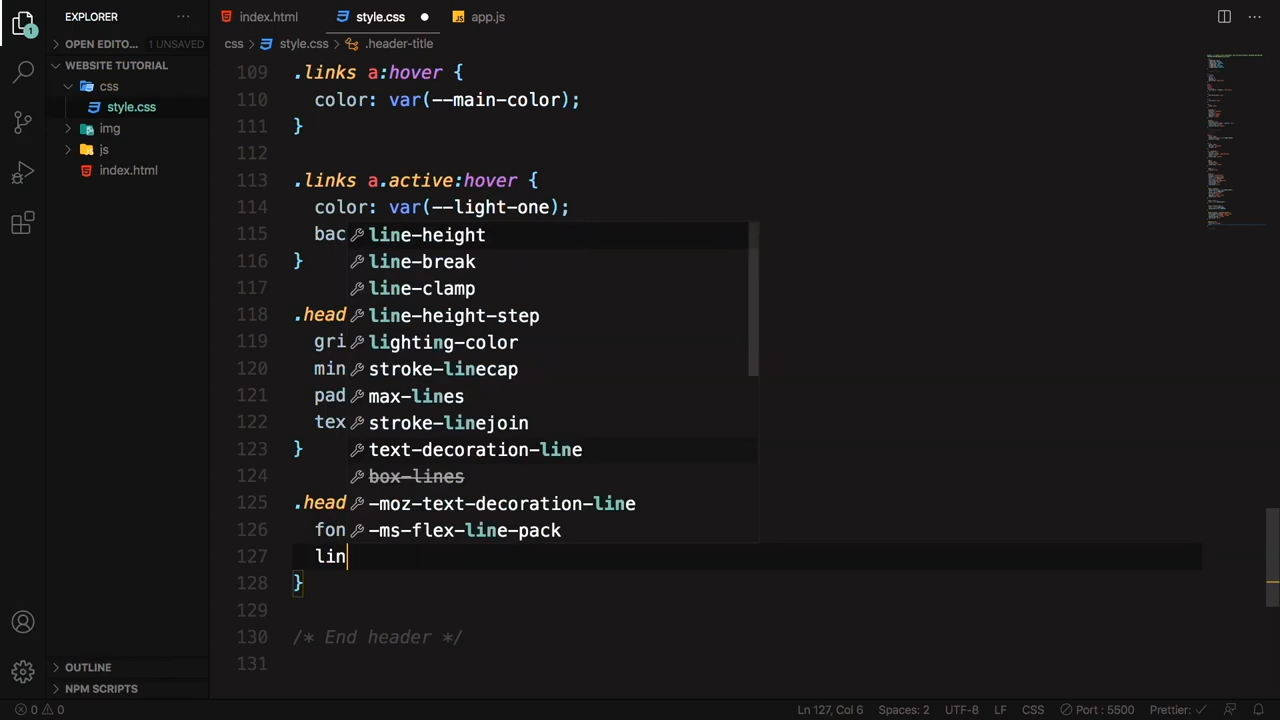 EXPLORER ···
index.html style.css ● app.js ···
OPEN EDITO... 1 UNSAVED
css > style.css > .header-title
WEBSITE TUTORIAL
css
style.css
img
js
index.html
109 .links a:hover {
110 color: var(--main-color);
111 }
112
113 .links a.active:hover {
114 color: var(--light-one);
115 bac
116 }
117
118 .head
119 gri
120 min
121 pad
122 tex
123 }
124
125 .head
126 fon
127 lin
128 }
129
130 /* End header */
131
line-height
line-break
line-clamp
line-height-step
lighting-color
stroke-linecap
max-lines
stroke-linejoin
text-decoration-line
box-lines
-moz-text-decoration-line
-ms-flex-line-pack
1
OUTLINE
NPM SCRIPTS
0 0 Ln 127, Col 6 Spaces: 2 UTF-8 LF CSS Port : 5500 Prettier: ✓